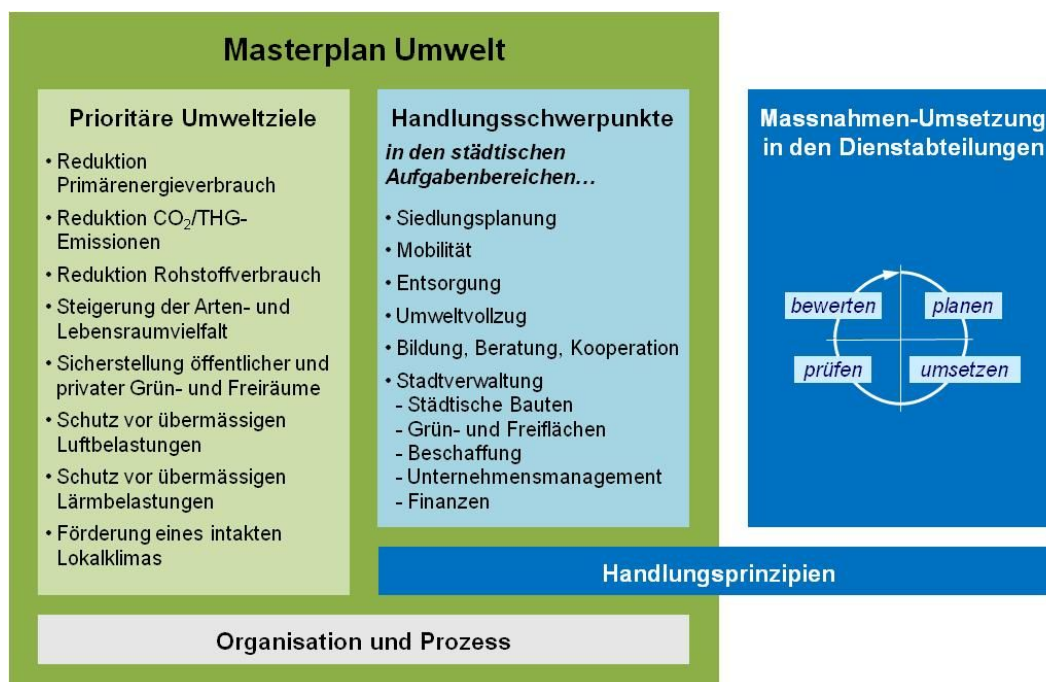 Masterplan Umwelt
Prioritäre Umweltziele
• Reduktion
Primärenergieverbrauch
• Reduktion CO₂/THG-
Emissionen
• Reduktion Rohstoffverbrauch
• Steigerung der Arten- und
Lebensraumvielfalt
• Sicherstellung öffentlicher und
privater Grün- und Freiräume
• Schutz vor übermässigen
Luftbelastungen
• Schutz vor übermässigen
Lärmbelastungen
• Förderung eines intakten
Lokalklimas
Handlungsschwerpunkte
in den städtischen
Aufgabenbereichen…
• Siedlungsplanung
• Mobilität
• Entsorgung
• Umweltvollzug
• Bildung, Beratung, Kooperation
• Stadtverwaltung
- Städtische Bauten
- Grün- und Freiflächen
- Beschaffung
- Unternehmensmanagement
- Finanzen
Massnahmen-Umsetzung
in den Dienstabteilungen
bewerten
planen
prüfen
umsetzen
Handlungsprinzipien
Organisation und Prozess